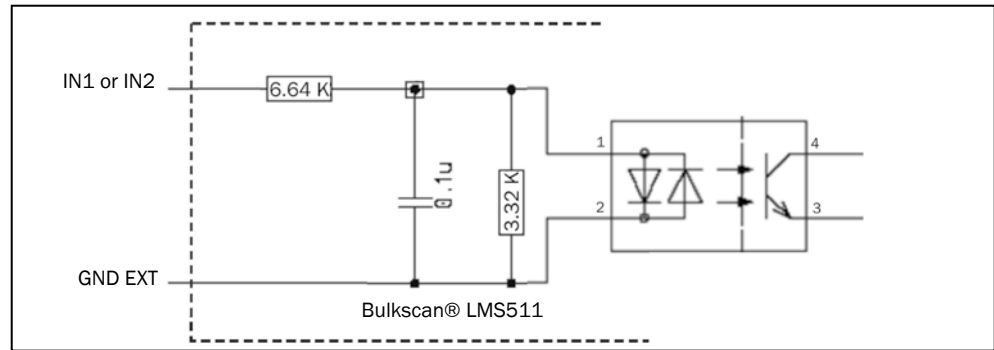 IN1 or IN2
6.64 K
0.1u
3.32 K
1
2
4
3
GND EXT
Bulkscan® LMS511